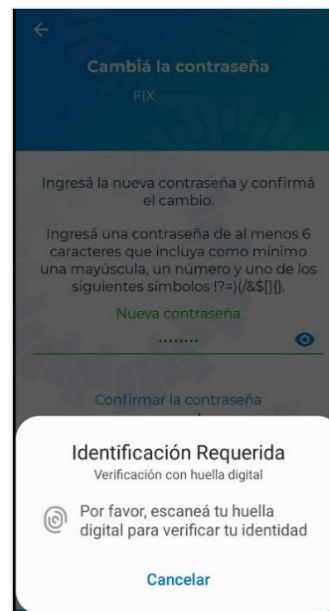 Cambiá la contraseña
FIX
Ingresá la nueva contraseña y confirmá
el cambio.
Ingresá una contraseña de al menos 6
caracteres que incluya como mínimo
una mayúscula, un número y uno de los
siguientes símbolos !?=)(/&$[]{}.
Nueva contraseña
Confirmar la contraseña
Identificación Requerida
Verificación con huella digital
Por favor, escaneá tu huella
digital para verificar tu identidad
Cancelar